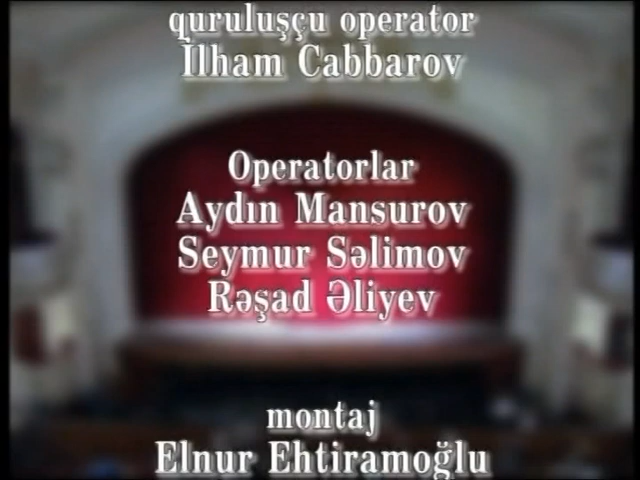 quruluşçu operator
İlham Cabbarov
Operatorlar
Aydın Mansurov
Seymur Səlimov
Rəşad Əliyev
montaj
Elnur Ehtiramoğlu